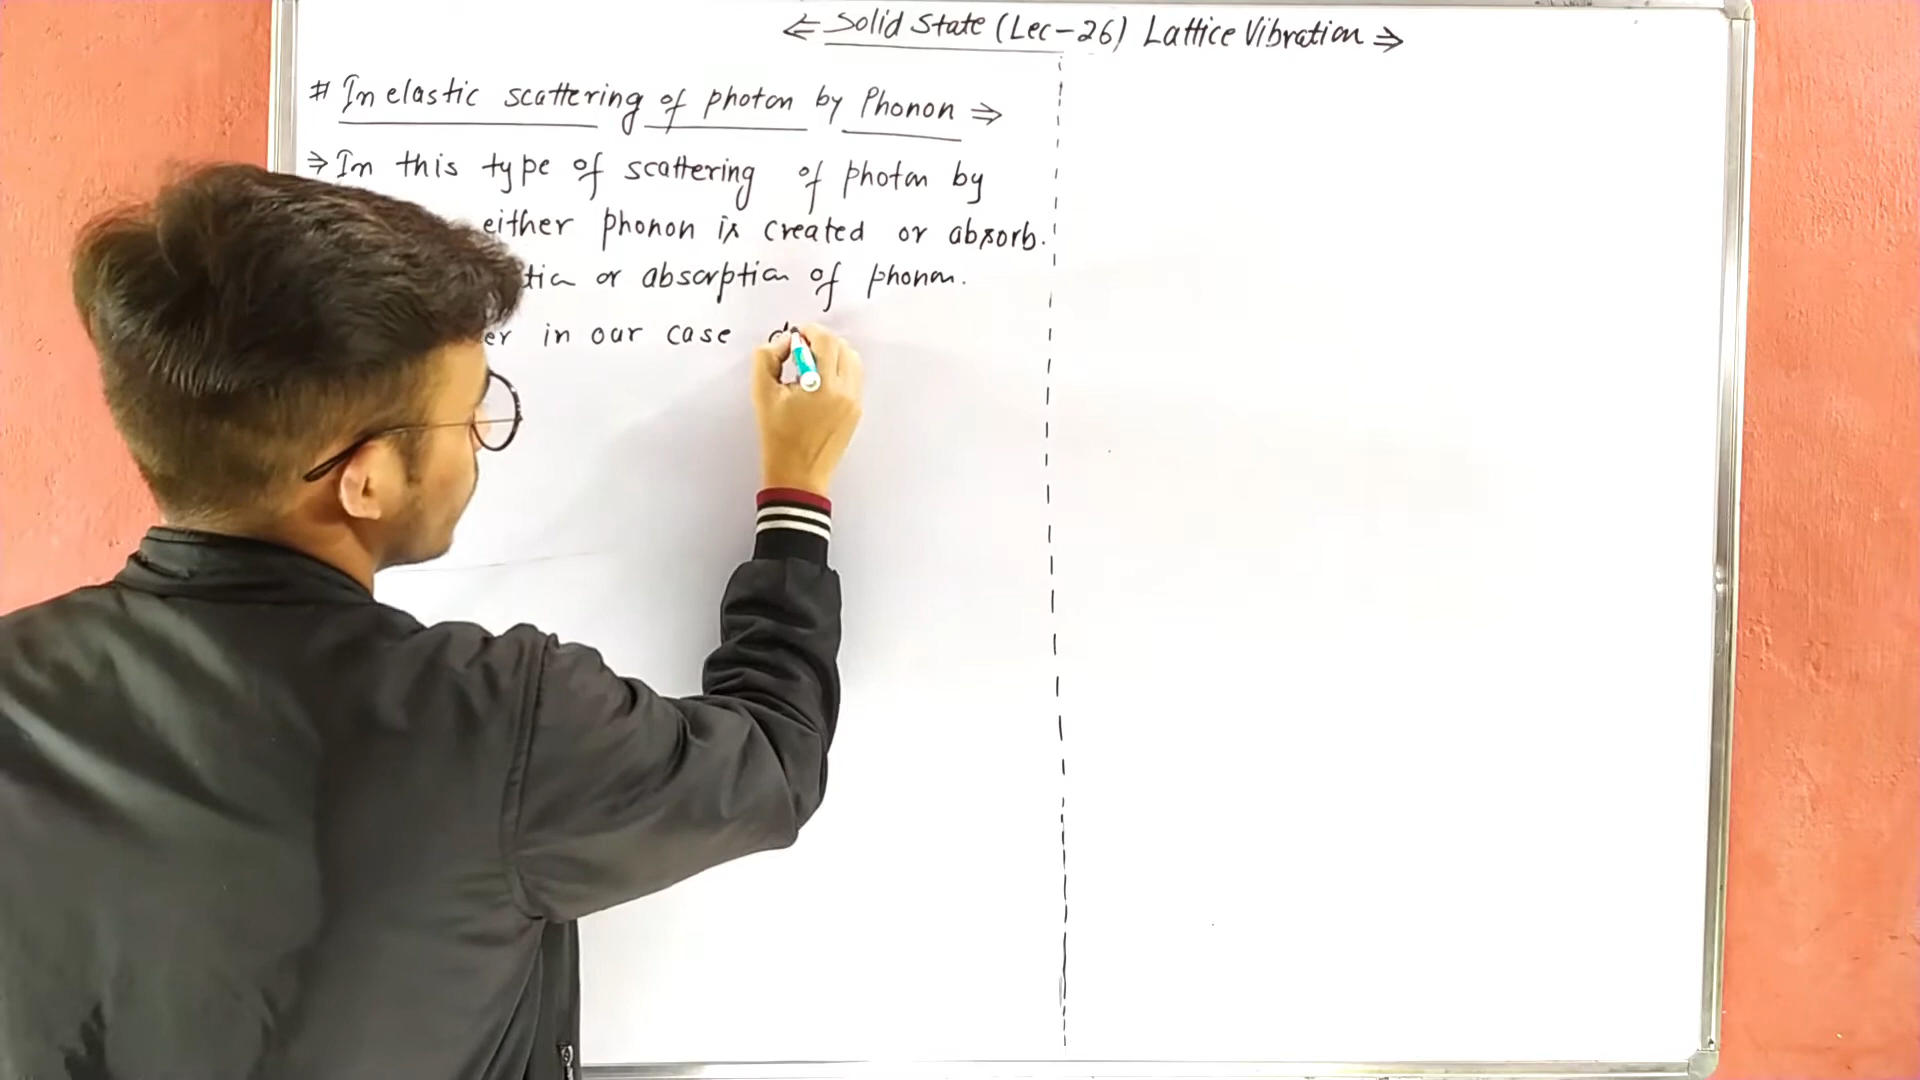 ⇐ Solid State (Lec-26) Lattice Vibration ⇒
# Inelastic scattering of photon by Phonon ⇒
⇒ In this type of scattering of photon by
either phonon is created or absorb.
or absorption of phonon.
in our case